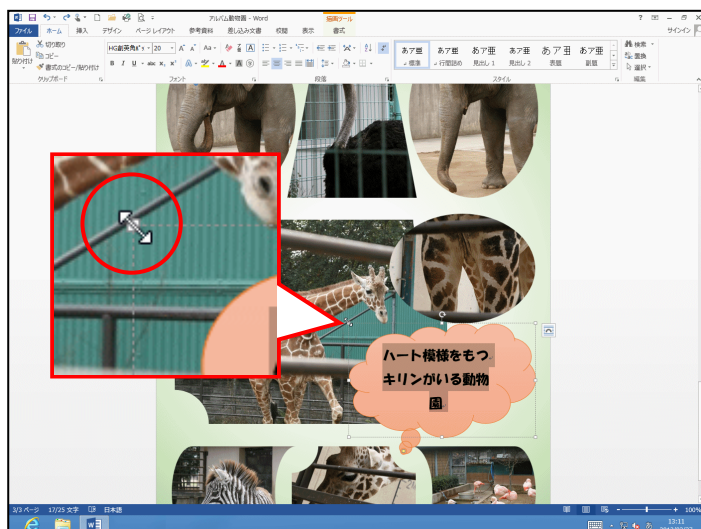 アルバム動物園 - Word
描画ツール
ファイル ホーム 挿入 デザイン ページレイアウト 参考資料 差し込み文書 校閲 表示 書式
サインイン
貼り付け
切り取り
コピー
書式のコピー/貼り付け
クリップボード
HG創英角ﾎﾟｯ 20
フォント
段落
あア亜 あア亜 あア亜 あア亜 あア亜 あア亜
標準 行間詰め 見出し 1 見出し 2 表題 副題
スタイル
検索
置換
選択
編集
ハート模様をもつ
キリンがいる動物
園
3/3 ページ 17/25 文字 日本語
100%
あ
13:11